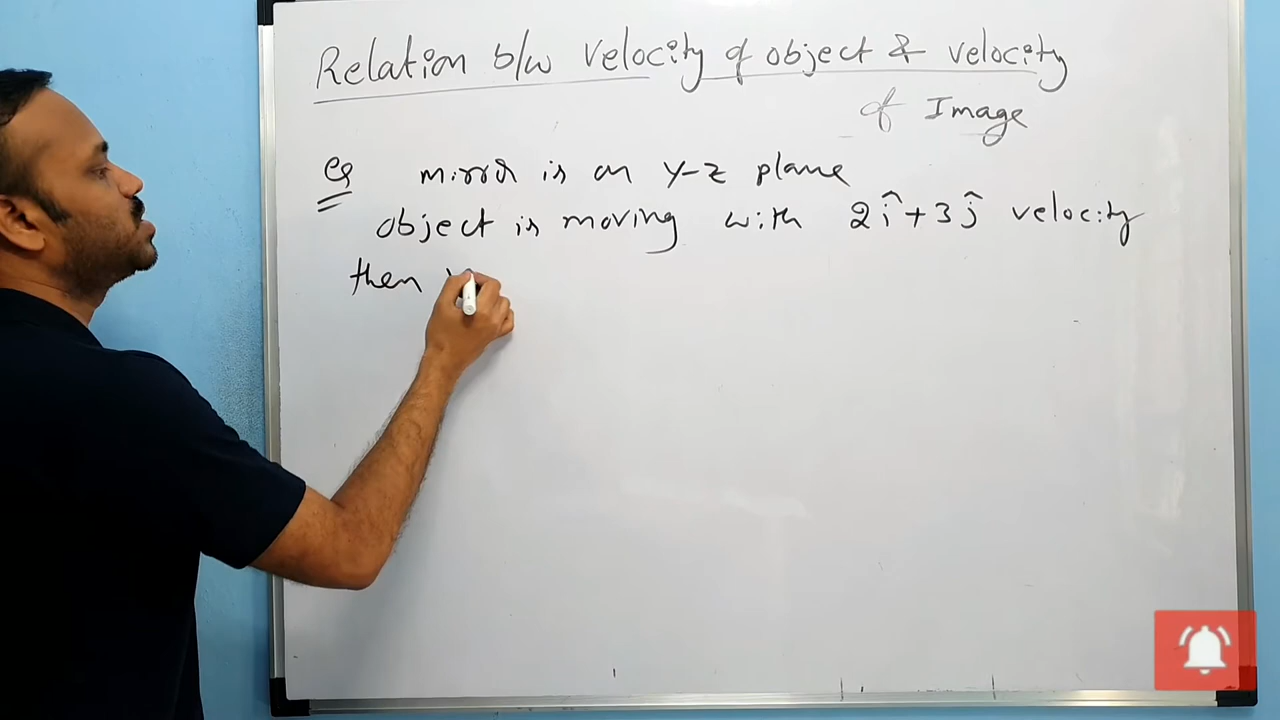 Relation b/w velocity of object & velocity
of Image
eg mirror is on y-z plane
object is moving with 2î+3ĵ velocity
then